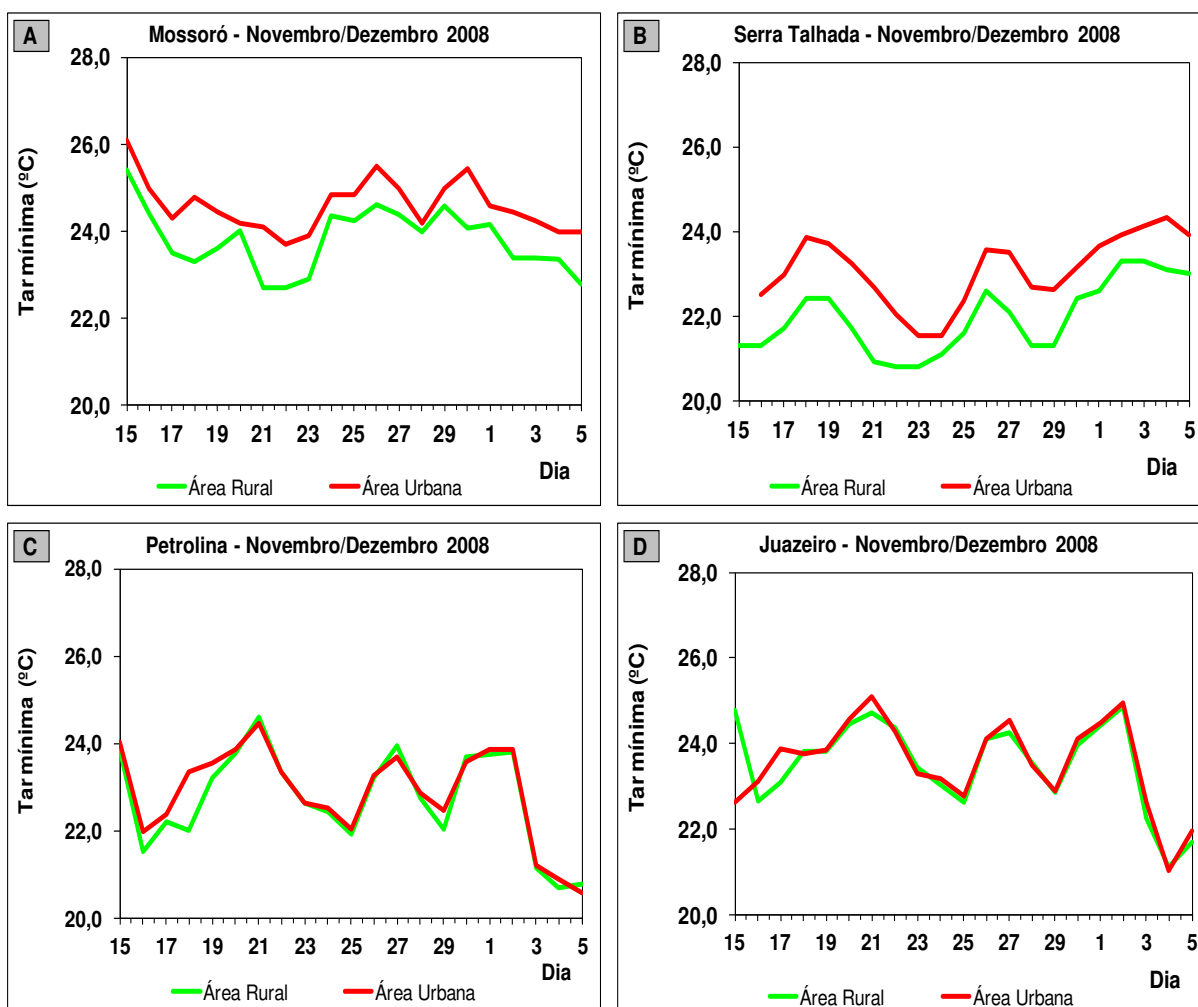 A
Mossoró - Novembro/Dezembro 2008
28,0
26,0
24,0
22,0
20,0
Tar mínima (ºC)
15 17 19 21 23 25 27 29 1 3 5
Dia
Área Rural Área Urbana
B
Serra Talhada - Novembro/Dezembro 2008
28,0
26,0
24,0
22,0
20,0
Tar mínima (ºC)
15 17 19 21 23 25 27 29 1 3 5
Dia
Área Rural Área Urbana
C
Petrolina - Novembro/Dezembro 2008
28,0
26,0
24,0
22,0
20,0
Tar mínima (ºC)
15 17 19 21 23 25 27 29 1 3 5
Dia
Área Rural Área Urbana
D
Juazeiro - Novembro/Dezembro 2008
28,0
26,0
24,0
22,0
20,0
Tar mínima (ºC)
15 17 19 21 23 25 27 29 1 3 5
Dia
Área Rural Área Urbana